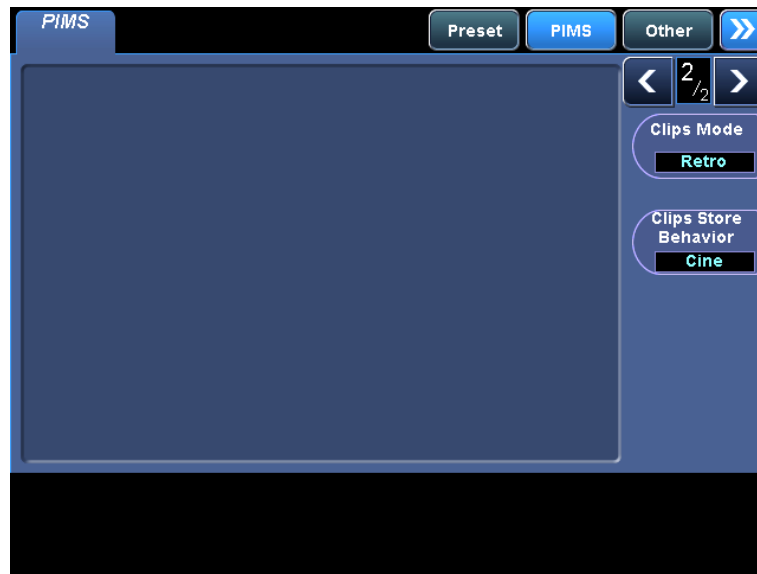 PIMS
Preset
PIMS
Other
2/2
Clips Mode
Retro
Clips Store
Behavior
Cine